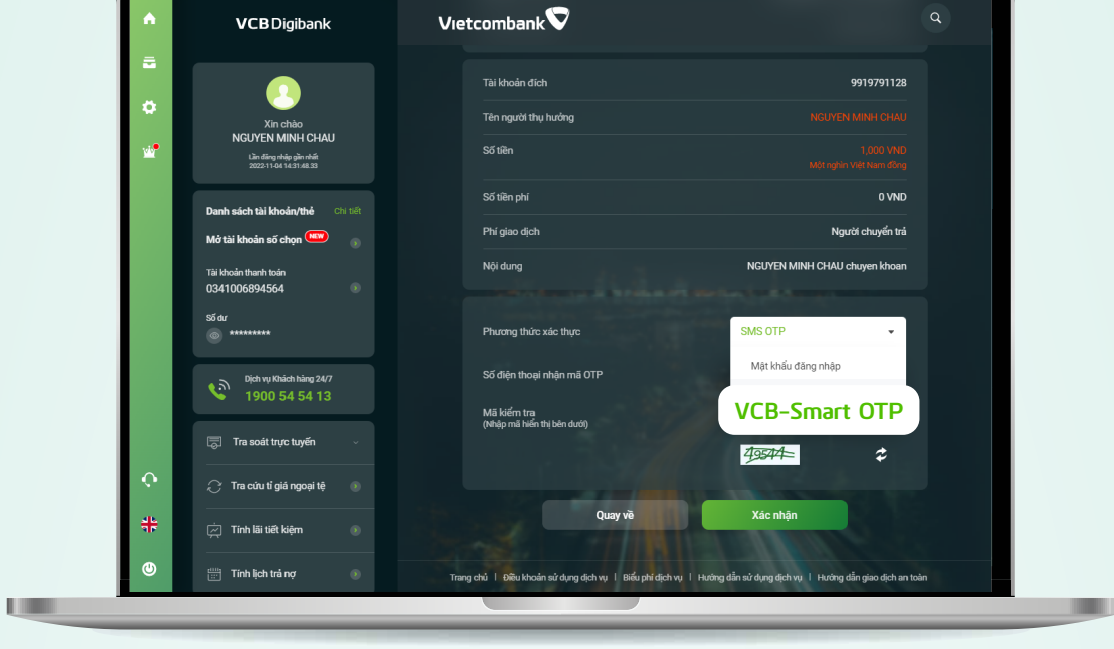 VCB Digibank
Vietcombank
Xin chào
NGUYEN MINH CHAU
Lần đăng nhập gần nhất
2022-11-04 14:31:48.33
Danh sách tài khoản/thẻ Chi tiết
Mở tài khoản số chọn NEW
Tài khoản thanh toán
0341006894564
Số dư
*********
Dịch vụ Khách hàng 24/7
1900 54 54 13
Tra soát trực tuyến
Tra cứu tỉ giá ngoại tệ
Tính lãi tiết kiệm
Tính lịch trả nợ
Tài khoản đích 9919791128
Tên người thụ hưởng NGUYEN MINH CHAU
Số tiền 1,000 VND
Một nghìn Việt Nam đồng
Số tiền phí 0 VND
Phí giao dịch Người chuyển trả
Nội dung NGUYEN MINH CHAU chuyen khoan
Phương thức xác thực SMS OTP
Mật khẩu đăng nhập
Số điện thoại nhận mã OTP
VCB-Smart OTP
Mã kiểm tra
(Nhập mã hiển thị bên dưới)
Quay về Xác nhận
Trang chủ | Điều khoản sử dụng dịch vụ | Biểu phí dịch vụ | Hướng dẫn sử dụng dịch vụ | Hướng dẫn giao dịch an toàn